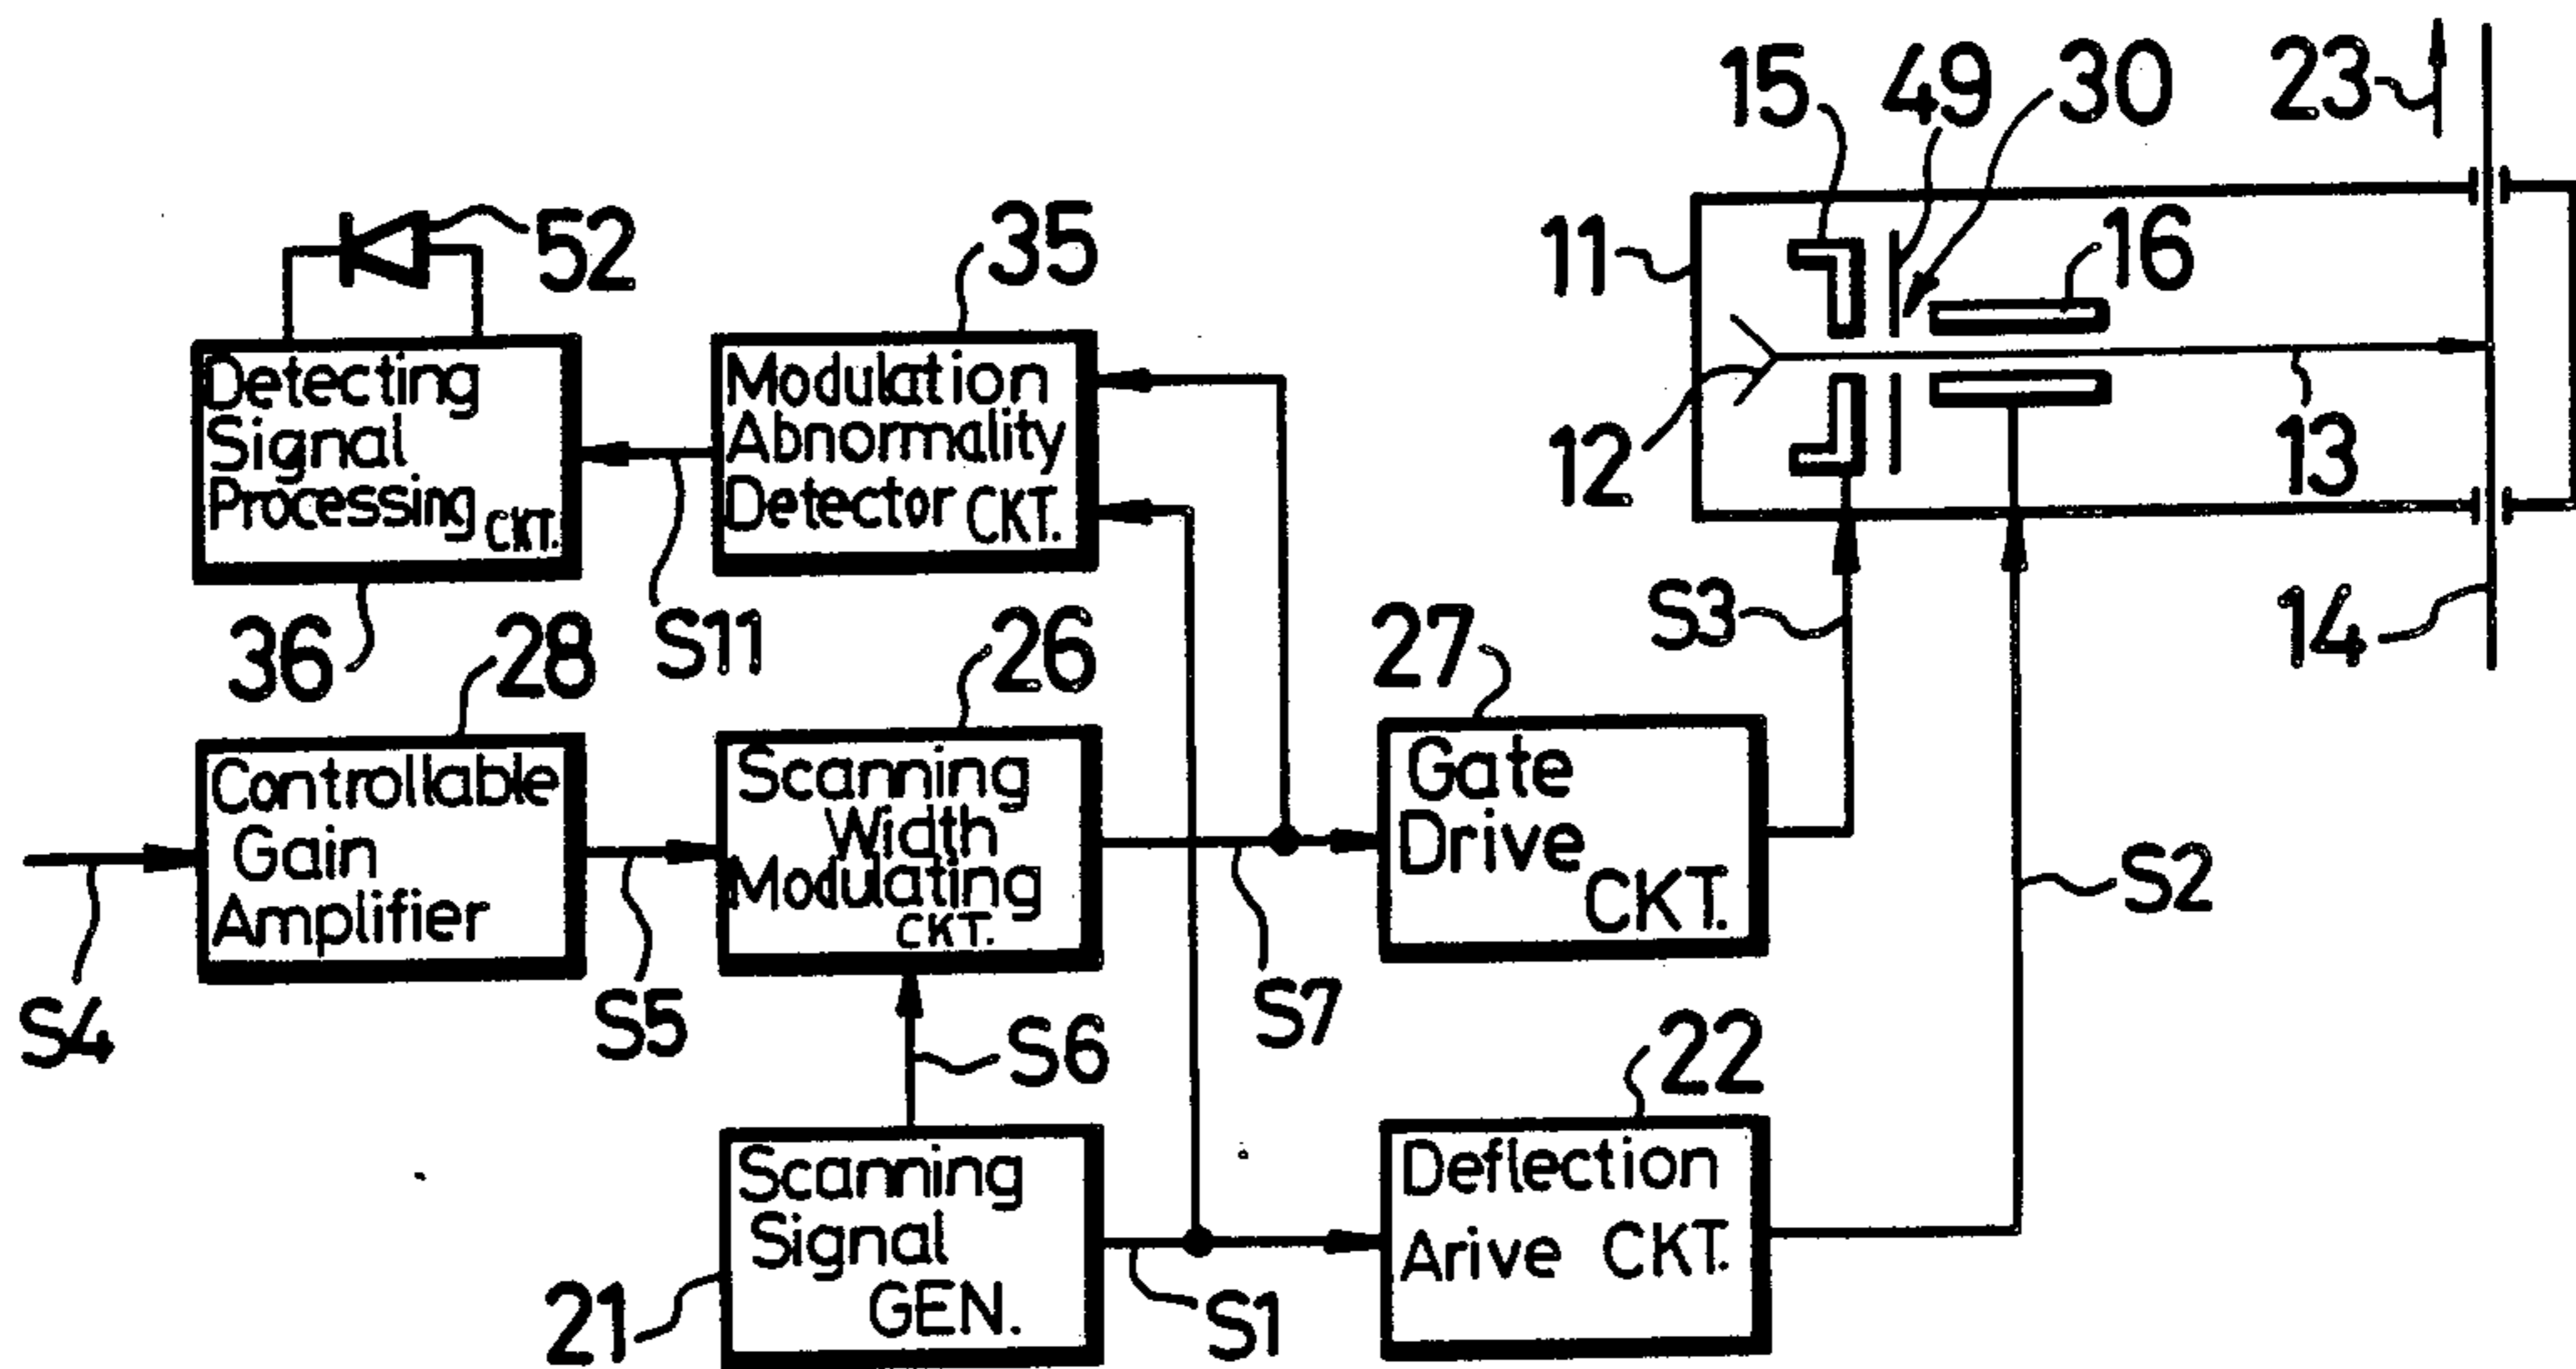 15
49
30
23
11
16
12
13
14
52
35
Detecting
Signal
Processing CKT.
36
S11
Modulation
Abnormality
Detector CKT.
28
26
27
S3
S2
Controllable
Gain
Amplifier
S4
S5
Scanning
Width
Modulating
CKT.
S6
S7
Gate
Drive
CKT.
22
Scanning
Signal
GEN.
21
S1
Deflection
Arive CKT.